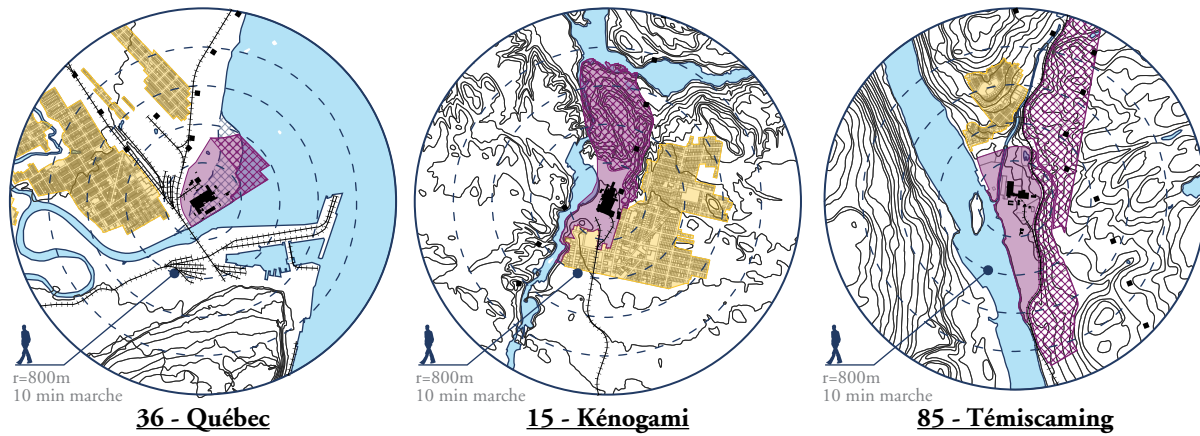 r=800m
10 min marche
36 - Québec
r=800m
10 min marche
15 - Kénogami
r=800m
10 min marche
85 - Témiscaming